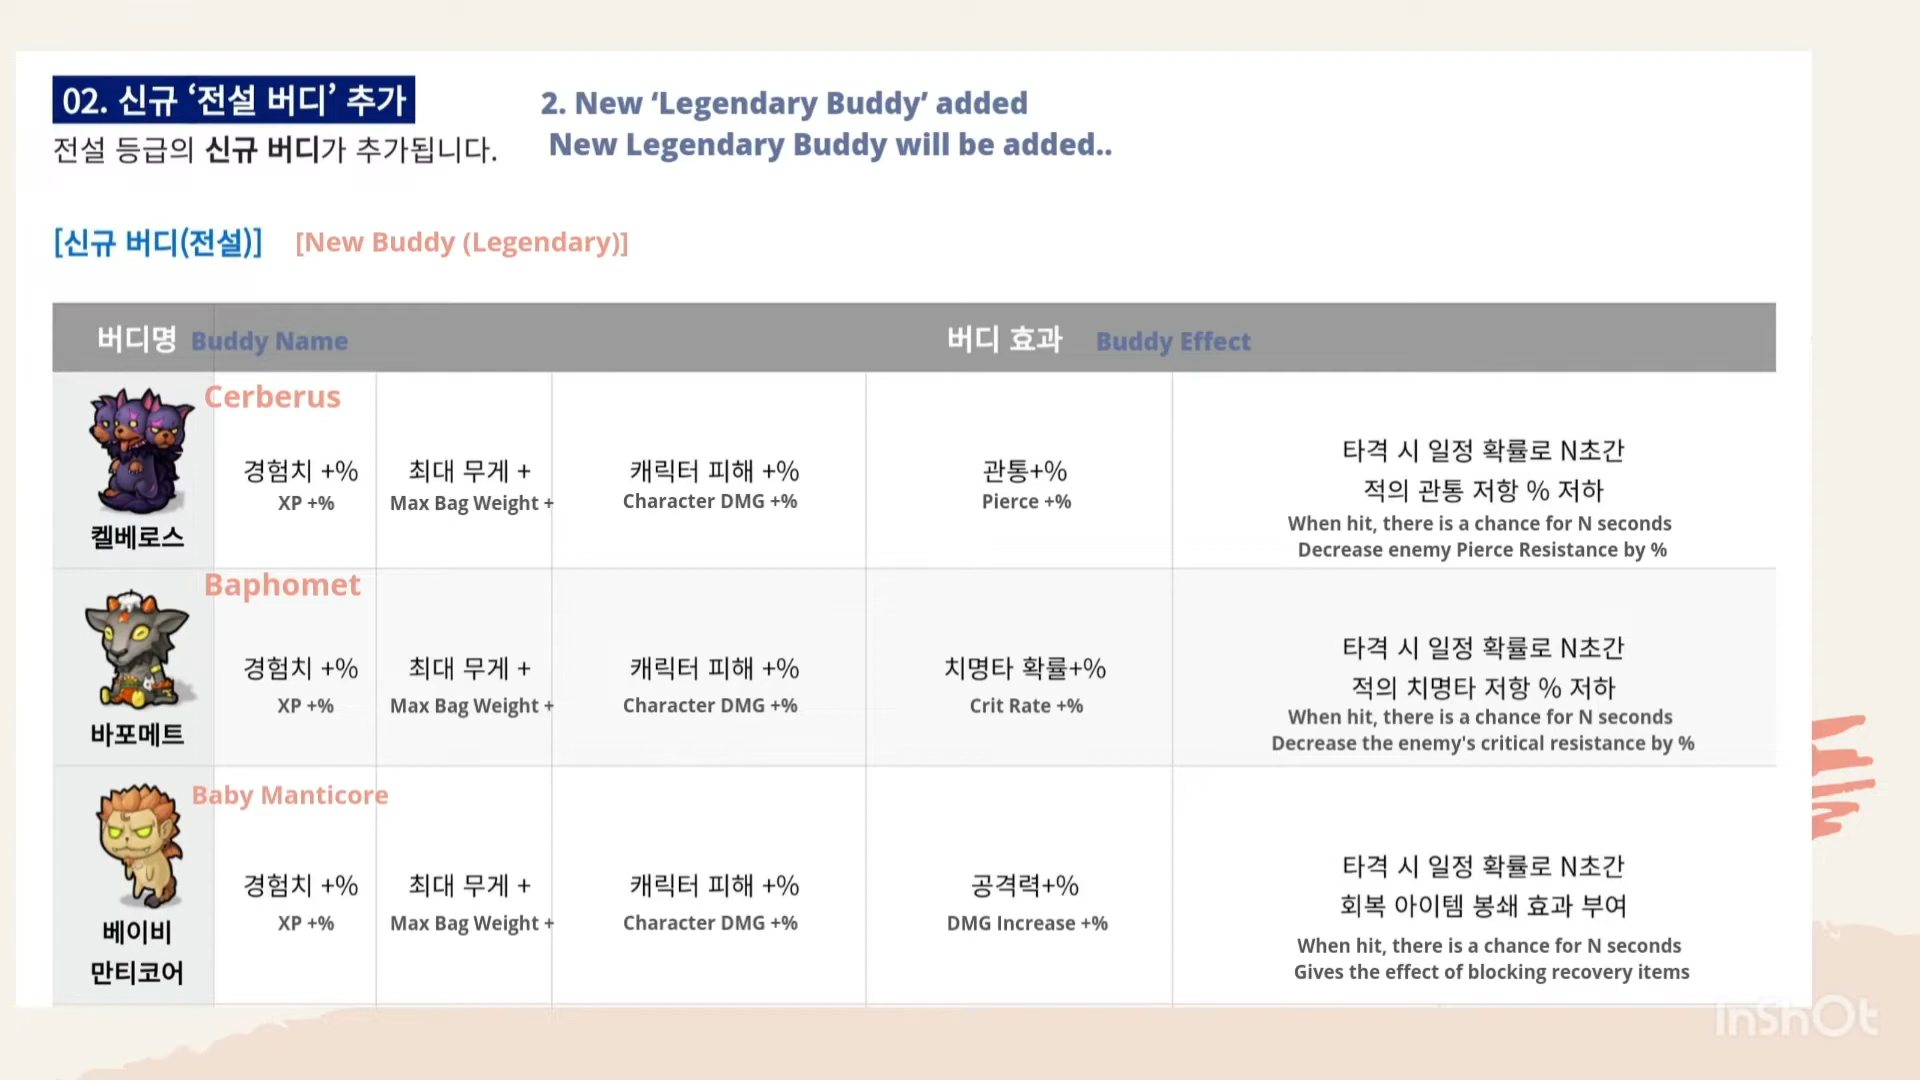 02. 신규 ‘전설 버디’ 추가
2. New ‘Legendary Buddy’ added
전설 등급의 신규 버디가 추가됩니다.
New Legendary Buddy will be added..
[신규 버디(전설)]
[New Buddy (Legendary)]
버디명
Buddy Name
버디 효과
Buddy Effect
Cerberus
켈베로스
경험치 +%
XP +%
최대 무게 +
Max Bag Weight +
캐릭터 피해 +%
Character DMG +%
관통+%
Pierce +%
타격 시 일정 확률로 N초간
적의 관통 저항 % 저하
When hit, there is a chance for N seconds
Decrease enemy Pierce Resistance by %
Baphomet
바포메트
경험치 +%
XP +%
최대 무게 +
Max Bag Weight +
캐릭터 피해 +%
Character DMG +%
치명타 확률+%
Crit Rate +%
타격 시 일정 확률로 N초간
적의 치명타 저항 % 저하
When hit, there is a chance for N seconds
Decrease the enemy's critical resistance by %
Baby Manticore
베이비
만티코어
경험치 +%
XP +%
최대 무게 +
Max Bag Weight +
캐릭터 피해 +%
Character DMG +%
공격력+%
DMG Increase +%
타격 시 일정 확률로 N초간
회복 아이템 봉쇄 효과 부여
When hit, there is a chance for N seconds
Gives the effect of blocking recovery items
InShOt